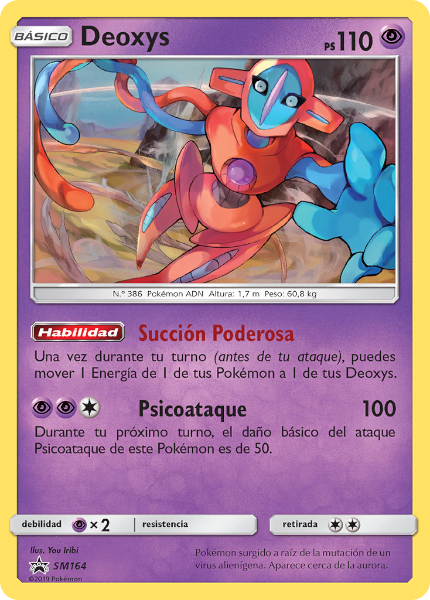 BÁSICO Deoxys PS110
N.º 386 Pokémon ADN Altura: 1,7 m Peso: 60,8 kg
Habilidad Succión Poderosa
Una vez durante tu turno (antes de tu ataque), puedes
mover 1 Energía de 1 de tus Pokémon a 1 de tus Deoxys.
Psicoataque 100
Durante tu próximo turno, el daño básico del ataque
Psicoataque de este Pokémon es de 50.
debilidad ×2 resistencia retirada
Ilus. You Iribi
SM164
©2019 Pokémon
Pokémon surgido a raíz de la mutación de un
virus alienígena. Aparece cerca de la aurora.